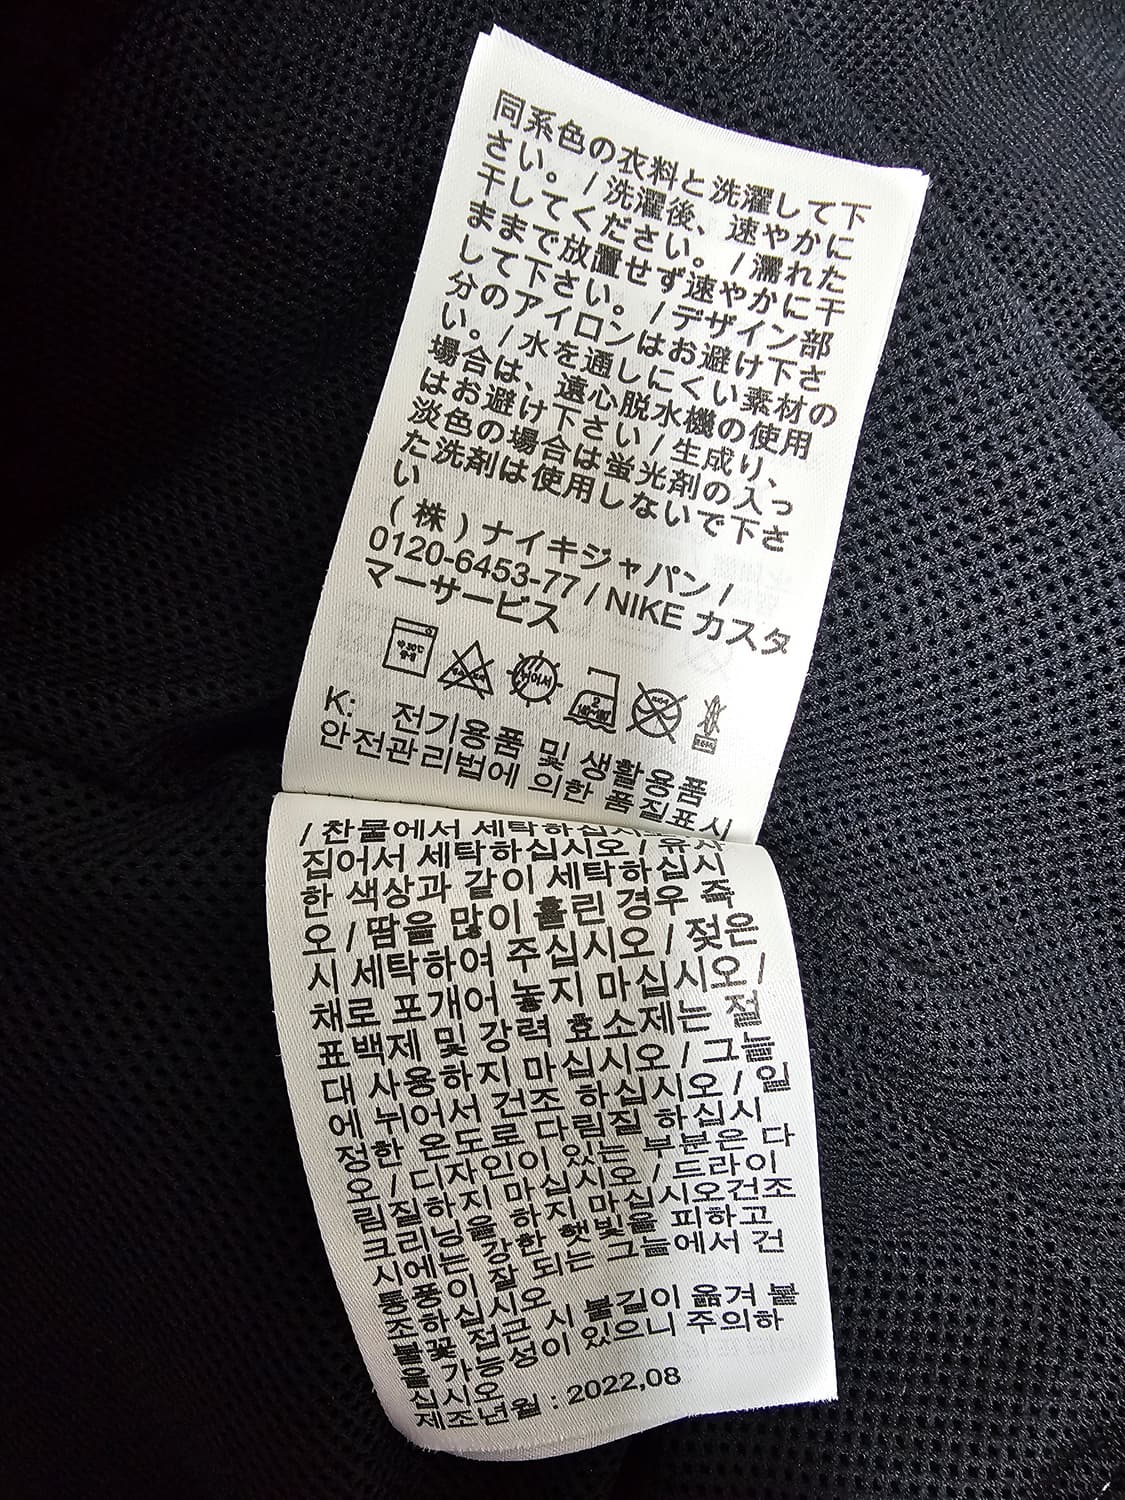 同系色の衣料と洗濯して下
さい。/洗濯後、速やかに
干してください。/濡れた
ままで放置せず速やかに干
して下さい。/デザイン部
分のアイロンはお避け下さ
い。/水を通しにくい素材の
場合は、遠心脱水機の使用
はお避け下さい/生成り、
淡色の場合は蛍光剤の入っ
た洗剤は使用しないで下さ
い
(株)ナイキジャパン/
0120-6453-77/NIKE カスタ
マーサービス
K: 전기용품 및 생활용품
안전관리법에 의한 품질표시
/찬물에서 세탁하십시오
집어서 세탁하십시오/유사
한 색상과 같이 세탁하십시
오/땀을 많이 흘린 경우 즉
시 세탁하여 주십시오/젖은
채로 포개어 놓지 마십시오/
표백제 및 강력 효소제는 절
대 사용하지 마십시오/그늘
에 뉘어서 건조 하십시오/일
정한 온도로 다림질 하십시
오/디자인이 있는 부분은 다
림질하지 마십시오/드라이
크리닝을 하지 마십시오건조
시에는 강한 햇빛을 피하고
통풍이 잘 되는 그늘에서 건
조하십시오
불꽃 접근 시 불길이 옮겨 붙
을 가능성이 있으니 주의하
십시오
제조년월 : 2022,08